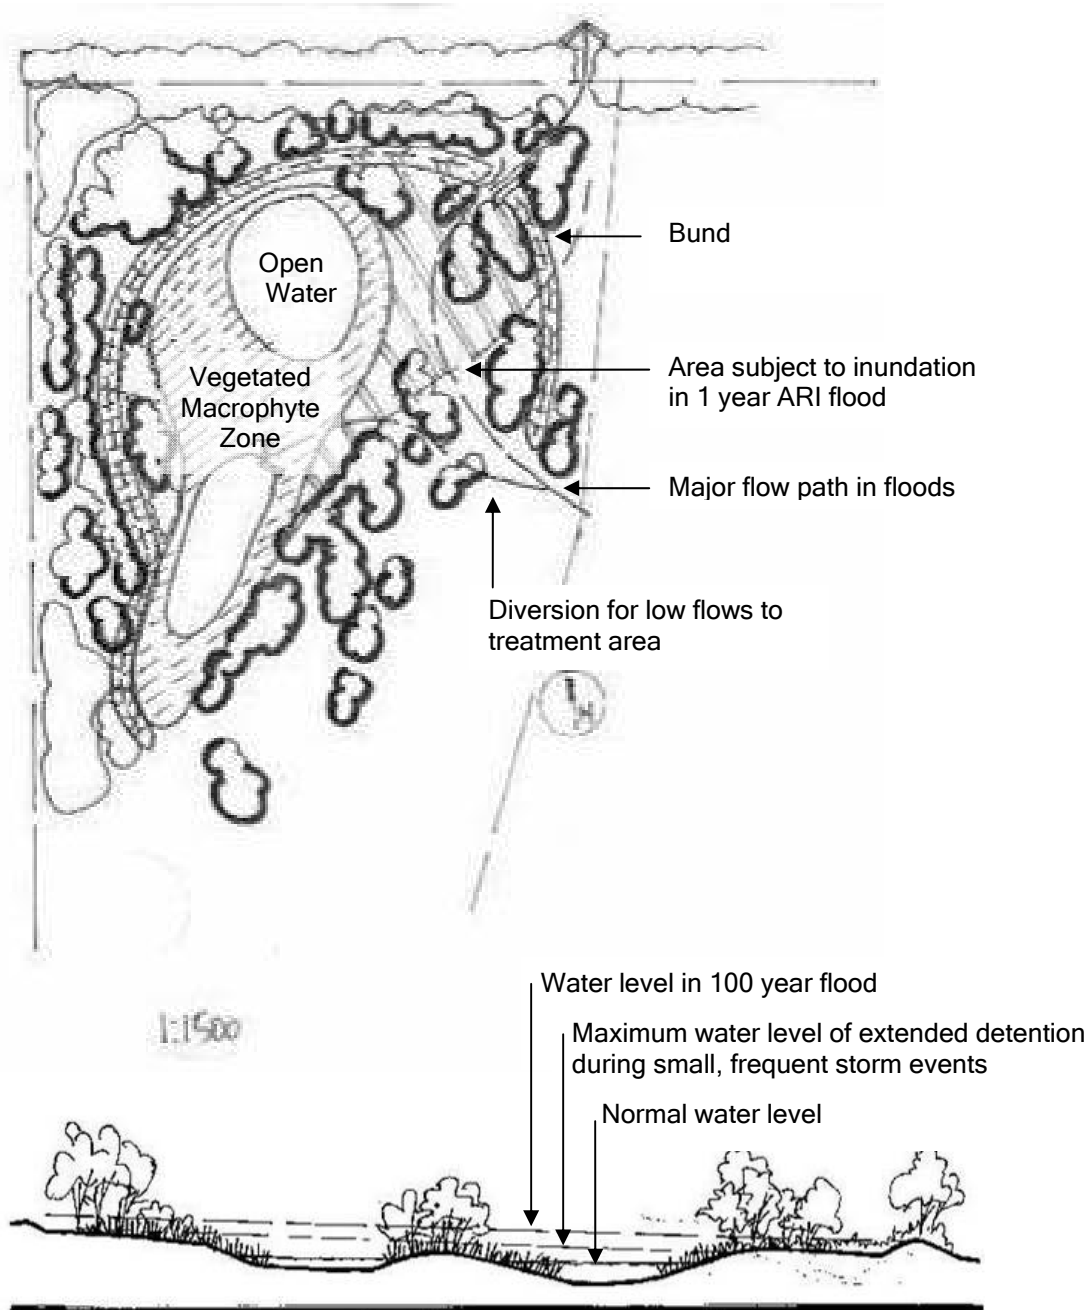 Bund
Open
Water
Area subject to inundation
in 1 year ARI flood
Vegetated
Macrophyte
Zone
Major flow path in floods
Diversion for low flows to
treatment area
Water level in 100 year flood
1:1500
Maximum water level of extended detention
during small, frequent storm events
Normal water level